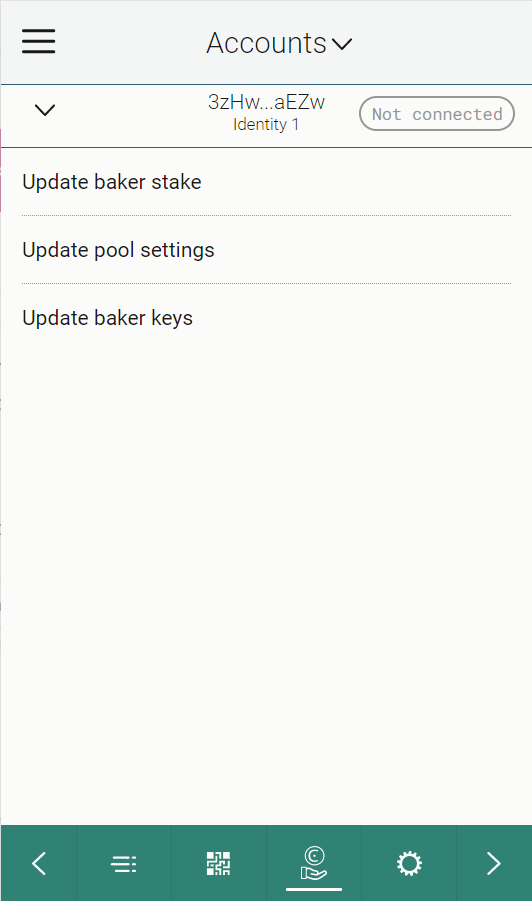 Accounts
3zHw...aEZw
Identity 1
Not connected
Update baker stake
Update pool settings
Update baker keys